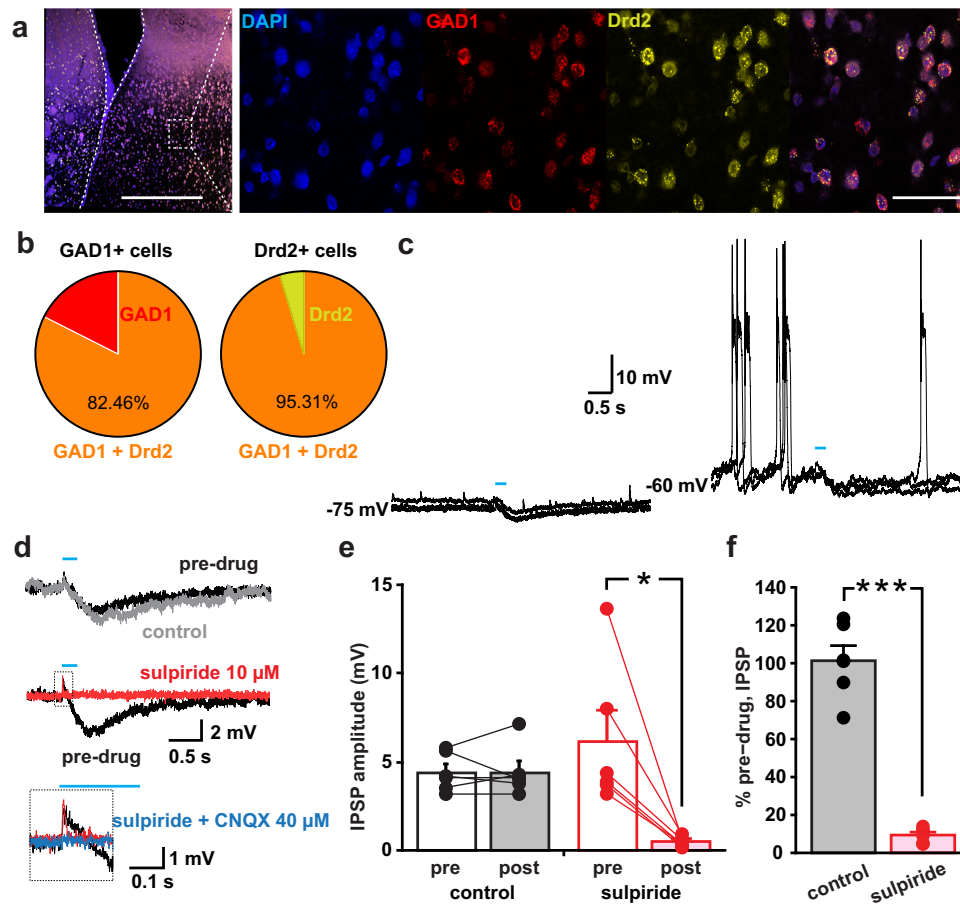 a
DAPI GAD1 Drd2
b
GAD1+ cells Drd2+ cells
GAD1 Drd2
82.46% 95.31%
GAD1 + Drd2 GAD1 + Drd2
c
10 mV
0.5 s
-75 mV -60 mV
d
pre-drug
control
sulpiride 10 µM
2 mV
0.5 s
pre-drug
sulpiride + CNQX 40 µM
1 mV
0.1 s
e
IPSP amplitude (mV)
15
10
5
0
*
pre post pre post
control sulpiride
f
% pre−drug, IPSP
140
120
100
80
60
40
20
0
***
control sulpiride